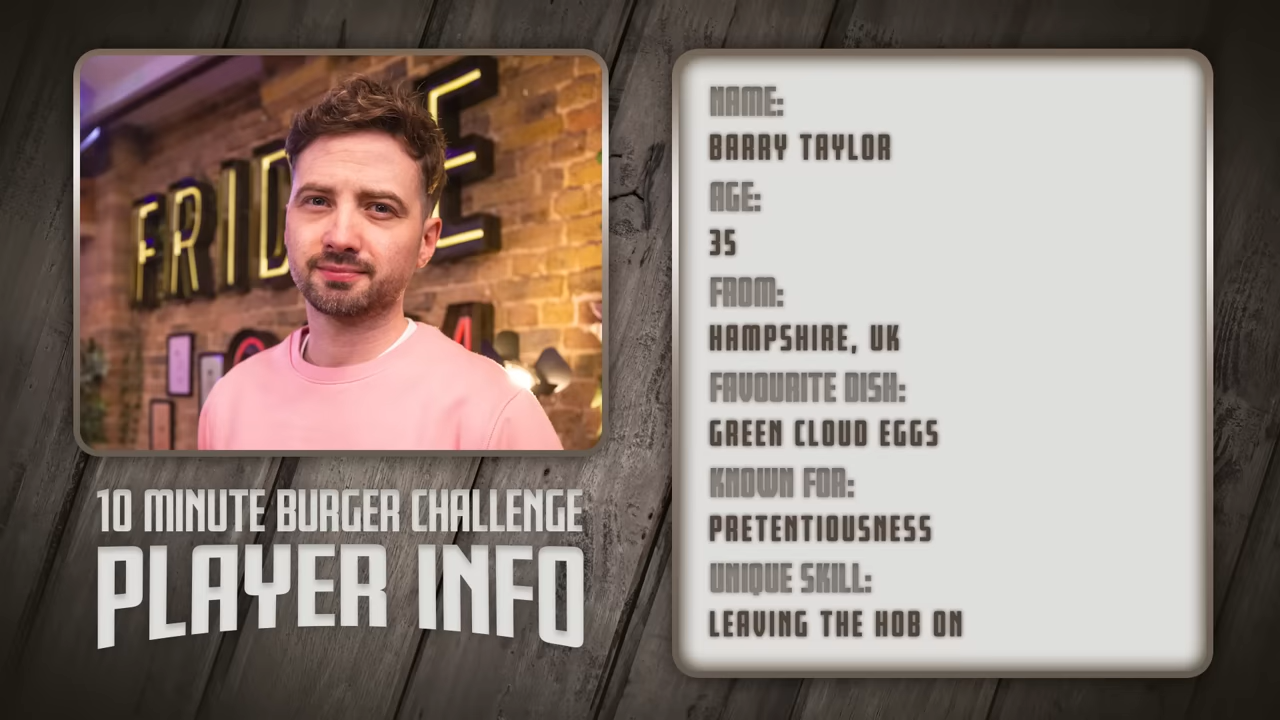 FRIDGE
10 MINUTE BURGER CHALLENGE
PLAYER INFO
NAME:
BARRY TAYLOR
AGE:
35
FROM:
HAMPSHIRE, UK
FAVOURITE DISH:
GREEN CLOUD EGGS
KNOWN FOR:
PRETENTIOUSNESS
UNIQUE SKILL:
LEAVING THE HOB ON